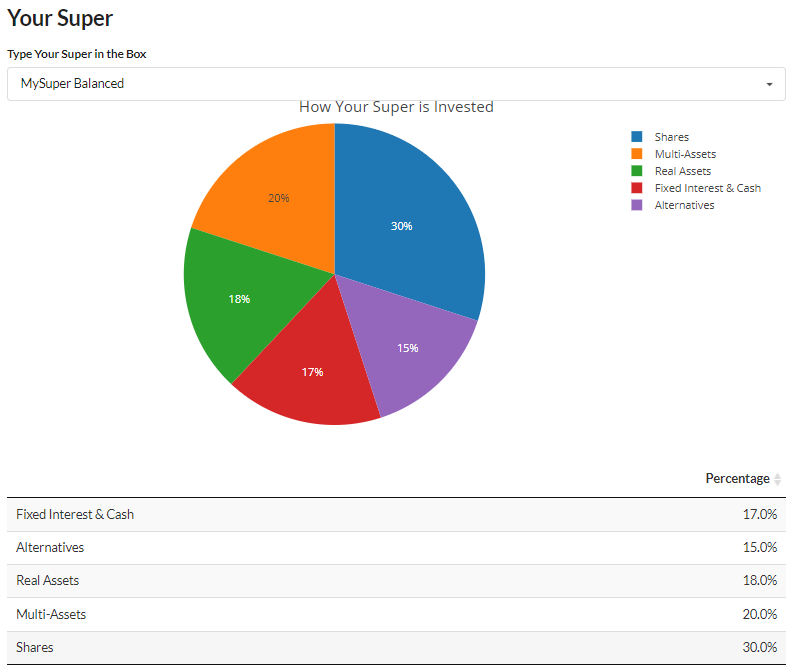 Your Super
Type Your Super in the Box
MySuper Balanced
How Your Super is Invested
Shares
Multi-Assets
Real Assets
Fixed Interest & Cash
Alternatives
20%
30%
18%
15%
17%
Percentage
Fixed Interest & Cash 17.0%
Alternatives 15.0%
Real Assets 18.0%
Multi-Assets 20.0%
Shares 30.0%